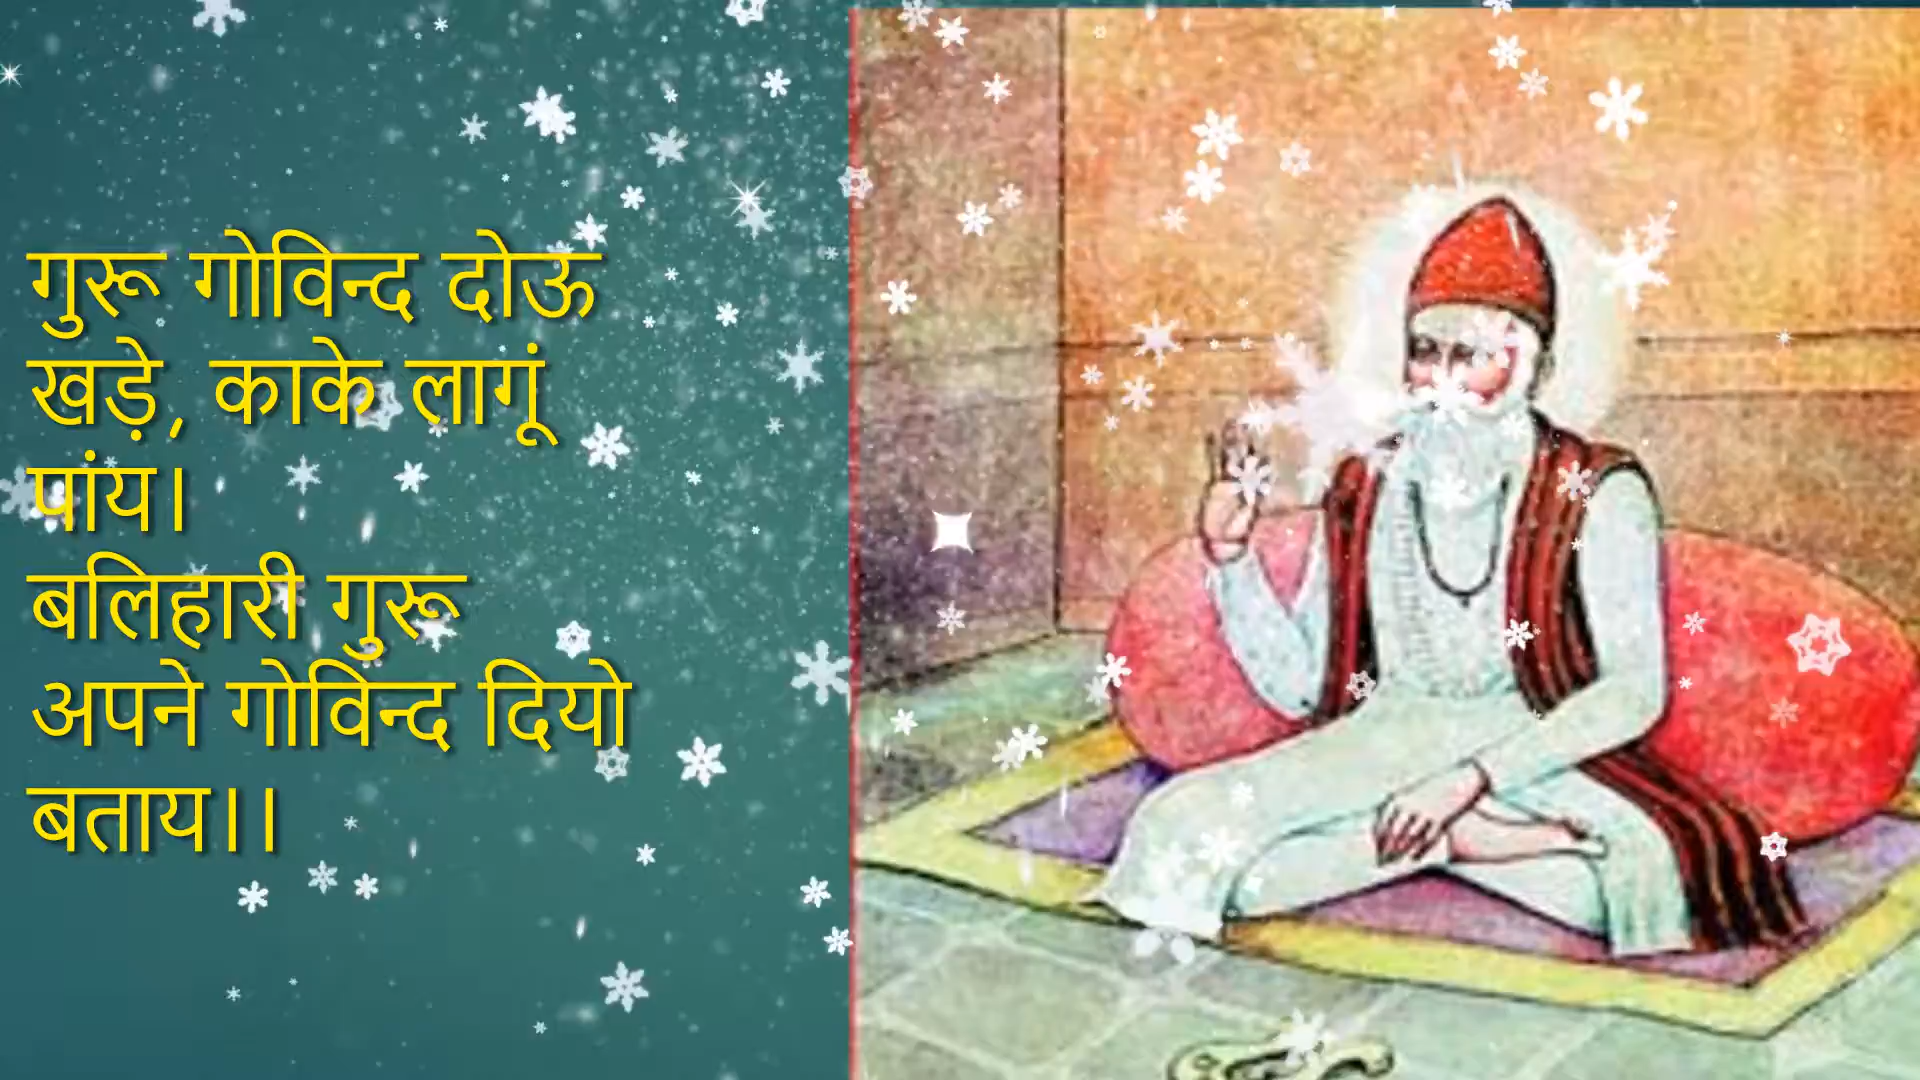 गुरू गोविन्द दोऊ
खड़े, काके लागूं
पांय।
बलिहारी गुरू
अपने गोविन्द दियो
बताय।।